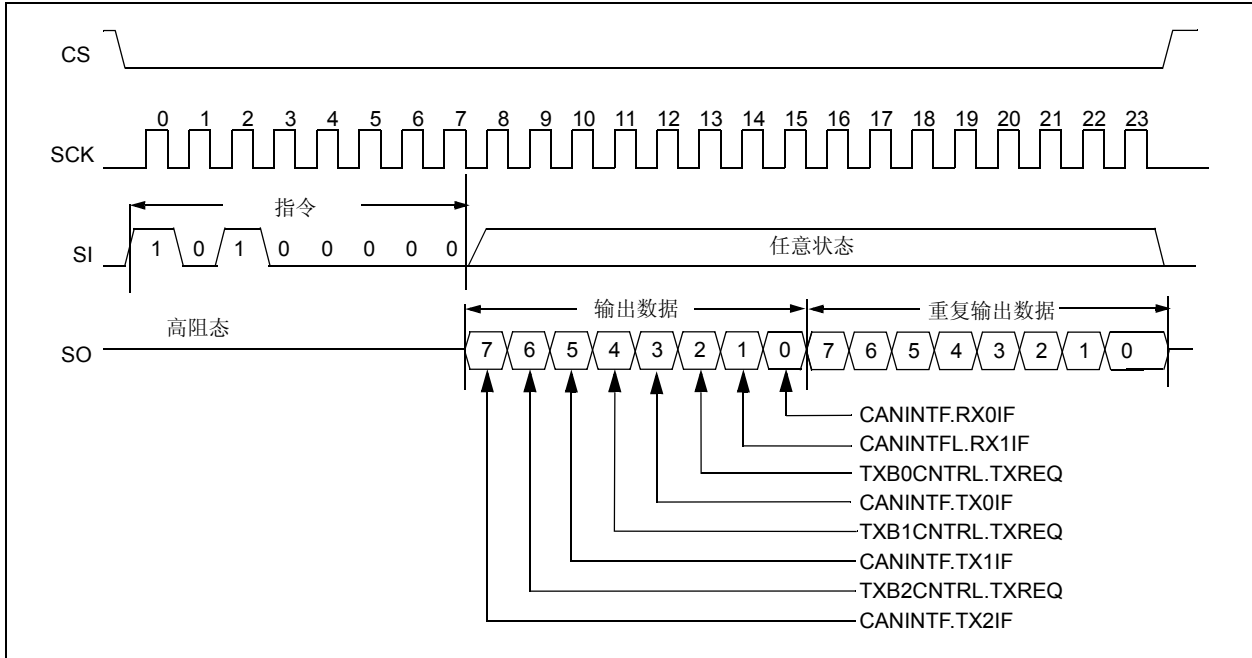 CS
0 1 2 3 4 5 6 7 8 9 10 11 12 13 14 15 16 17 18 19 20 21 22 23
SCK
指令
SI
1 0 1 0 0 0 0 0
任意状态
高阻态
输出数据
重复输出数据
SO
7 6 5 4 3 2 1 0 7 6 5 4 3 2 1 0
CANINTF.RX0IF
CANINTFL.RX1IF
TXB0CNTRL.TXREQ
CANINTF.TX0IF
TXB1CNTRL.TXREQ
CANINTF.TX1IF
TXB2CNTRL.TXREQ
CANINTF.TX2IF